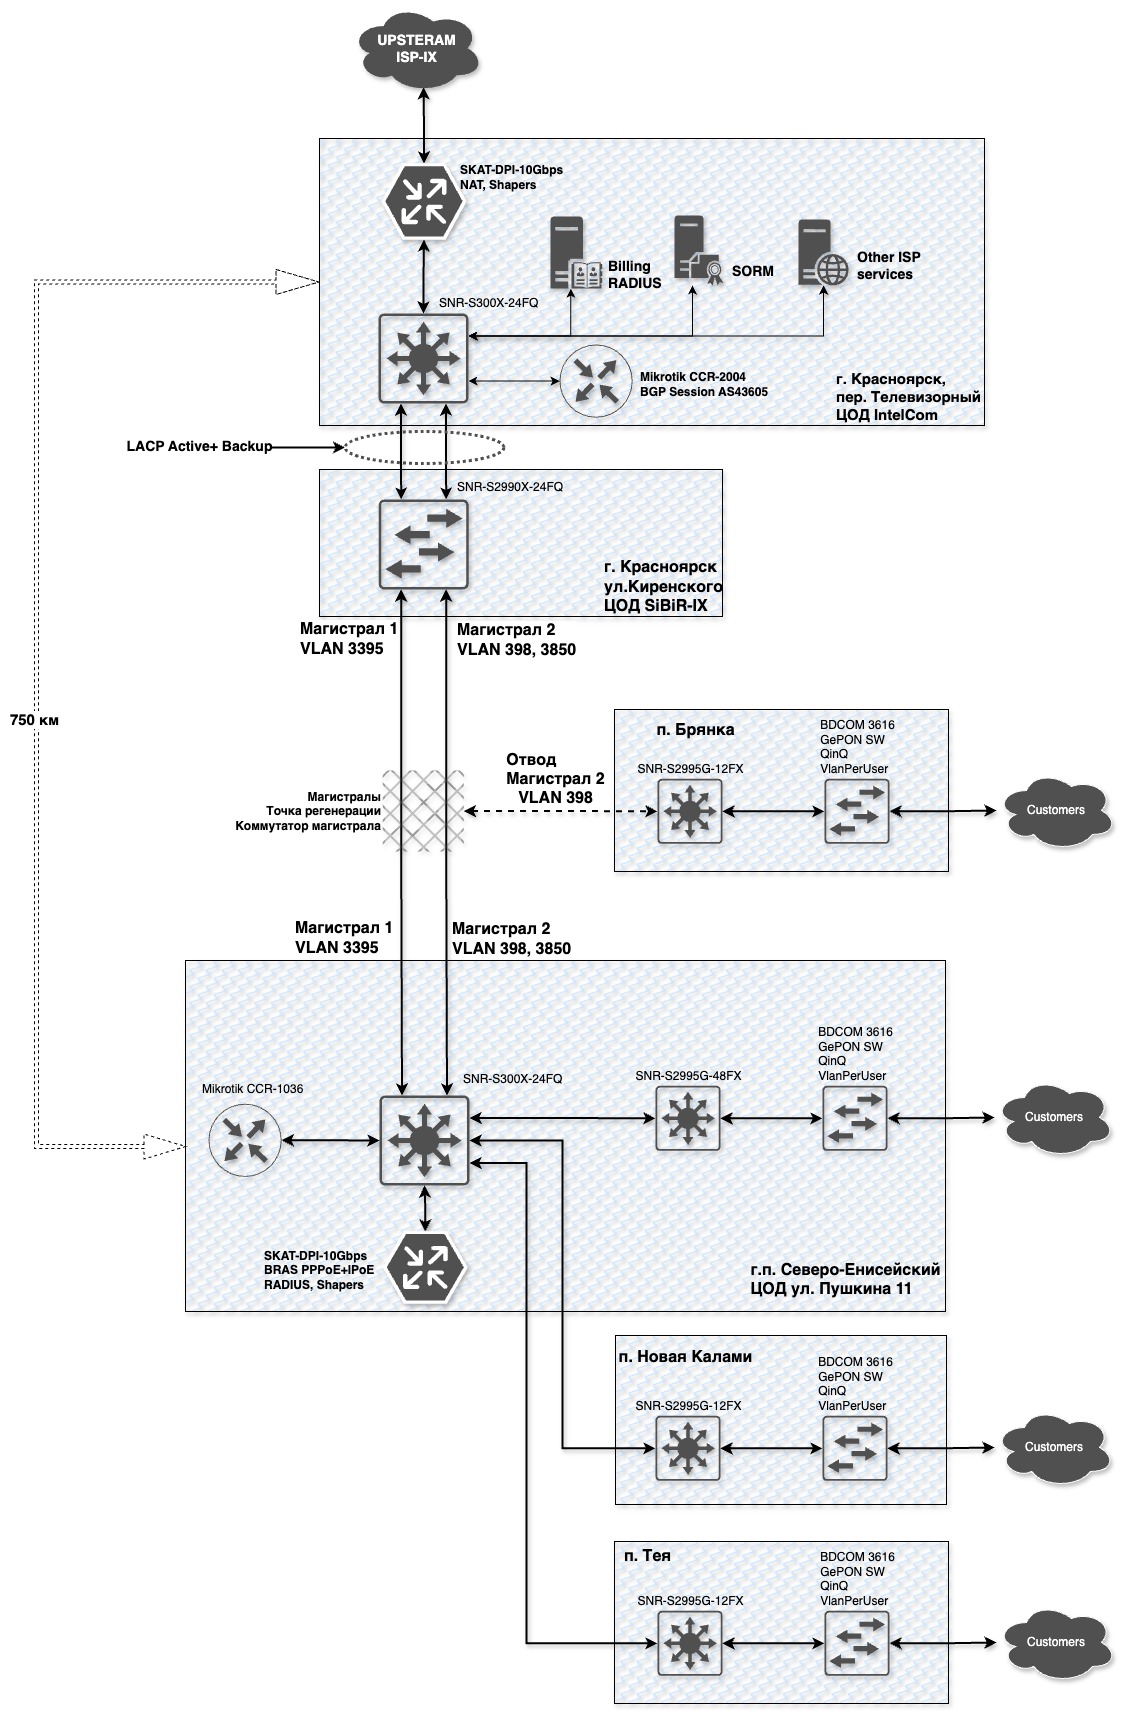 UPSTERAM
ISP-IX
SKAT-DPI-10Gbps
NAT, Shapers
Billing
RADIUS
SORM
Other ISP
services
SNR-S300X-24FQ
Mikrotik CCR-2004
BGP Session AS43605
г. Красноярск,
пер. Телевизорный
ЦОД IntelCom
LACP Active+ Backup
SNR-S2990X-24FQ
г. Красноярск
ул.Киренского
ЦОД SiBiR-IX
Магистрал 1
VLAN 3395
Магистрал 2
VLAN 398, 3850
750 км
п. Брянка
BDCOM 3616
GePON SW
QinQ
VlanPerUser
SNR-S2995G-12FX
Отвод
Магистрал 2
VLAN 398
Магистралы
Точка регенерации
Коммутатор магистрала
Customers
Магистрал 1
VLAN 3395
Магистрал 2
VLAN 398, 3850
BDCOM 3616
GePON SW
QinQ
VlanPerUser
Mikrotik CCR-1036
SNR-S300X-24FQ
SNR-S2995G-48FX
Customers
SKAT-DPI-10Gbps
BRAS PPPoE+IPoE
RADIUS, Shapers
г.п. Северо-Енисейский
ЦОД ул. Пушкина 11
п. Новая Калами
BDCOM 3616
GePON SW
QinQ
VlanPerUser
SNR-S2995G-12FX
Customers
п. Тея
BDCOM 3616
GePON SW
QinQ
VlanPerUser
SNR-S2995G-12FX
Customers